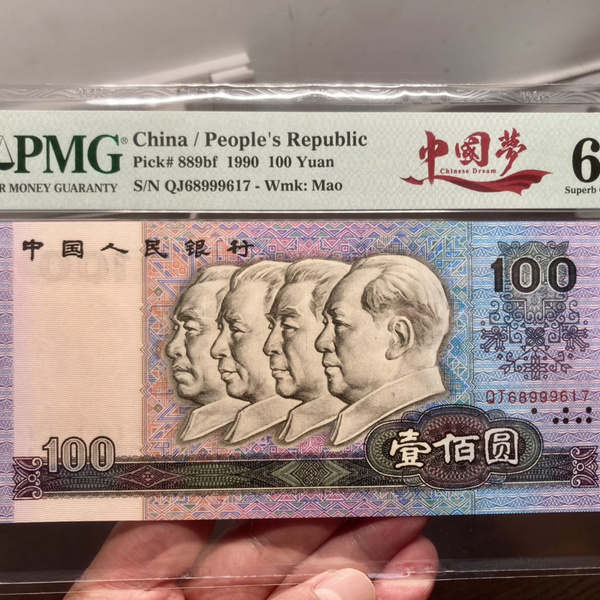 PMG® China / People's Republic
Pick# 889bf 1990 100 Yuan
MONEY GUARANTY S/N QJ68999617 - Wmk: Mao
中國夢
Chinese Dream
6
Superb
中国人民银行
100
QJ68999617
100
壹佰圆